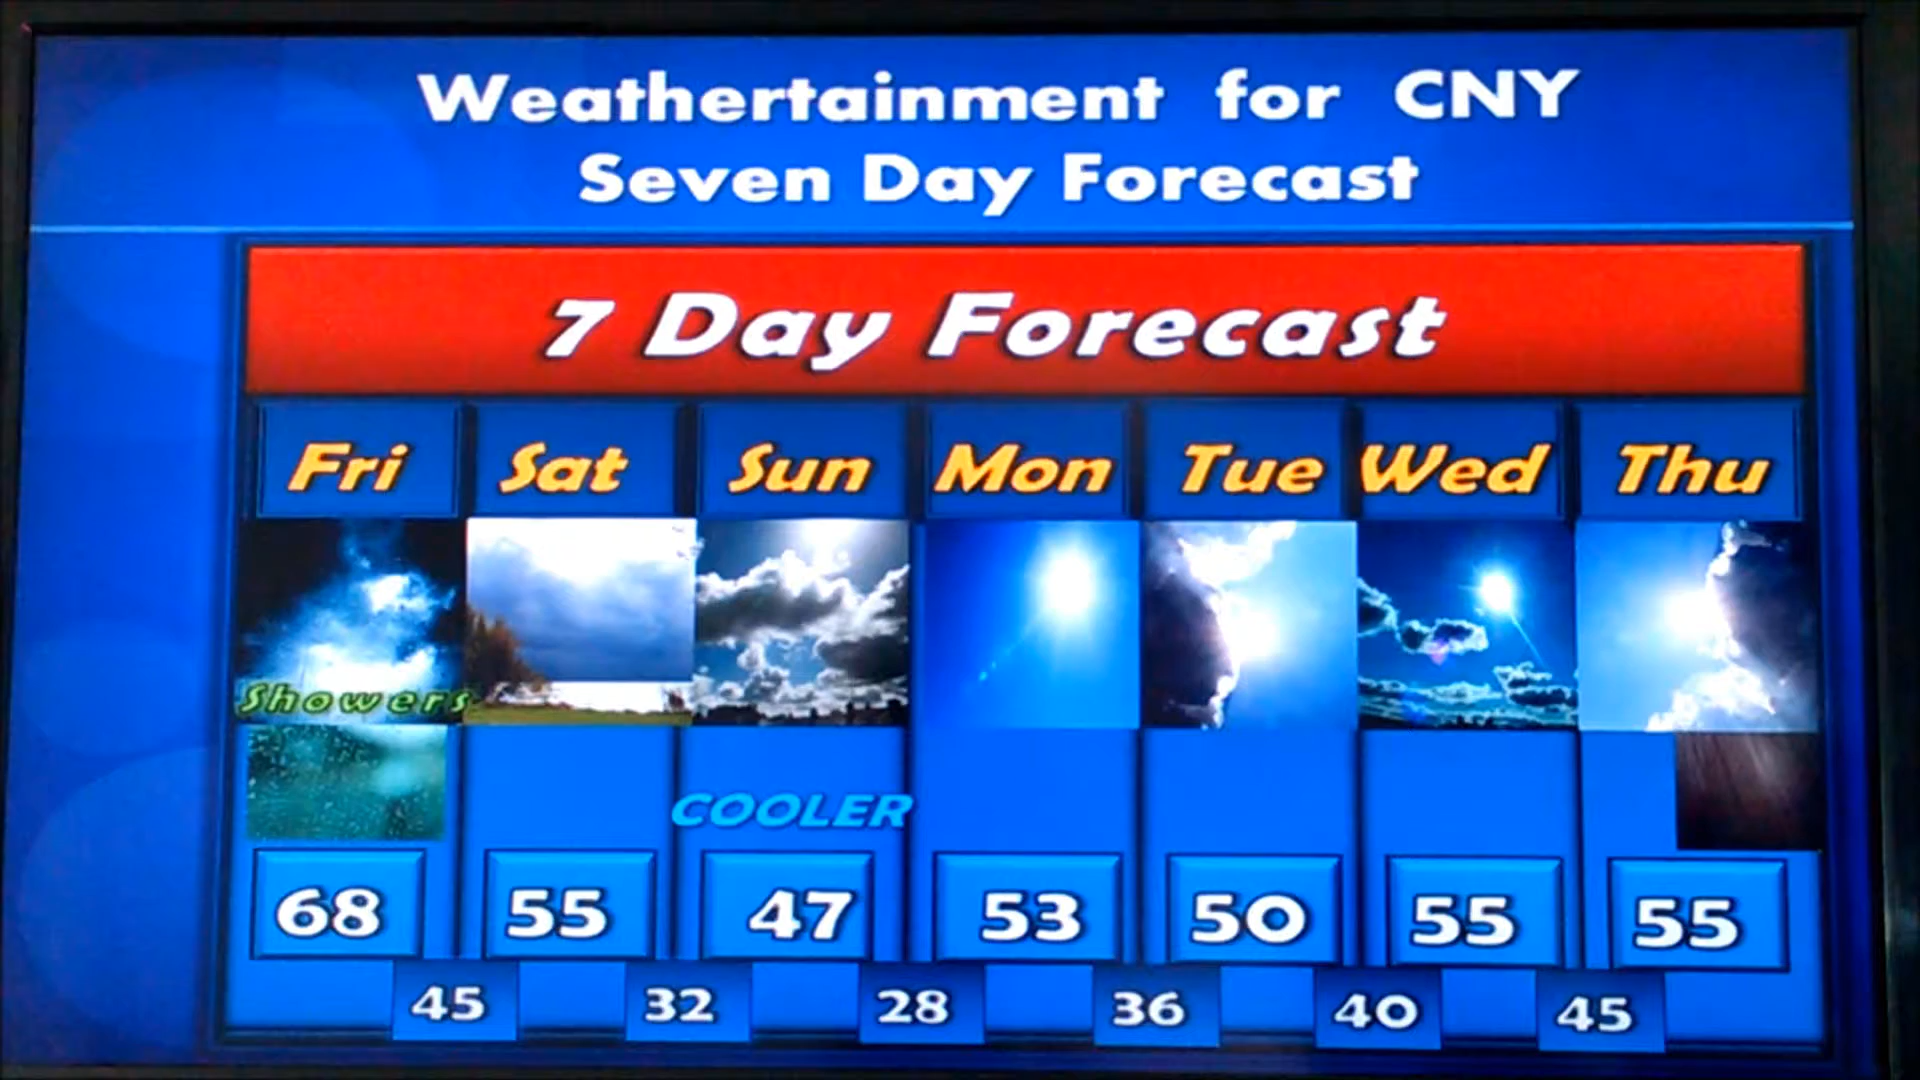 Weathertainment for CNY
Seven Day Forecast
7 Day Forecast
Fri Sat Sun Mon Tue Wed Thu
Showers
COOLER
68 55 47 53 50 55 55
45 32 28 36 40 45